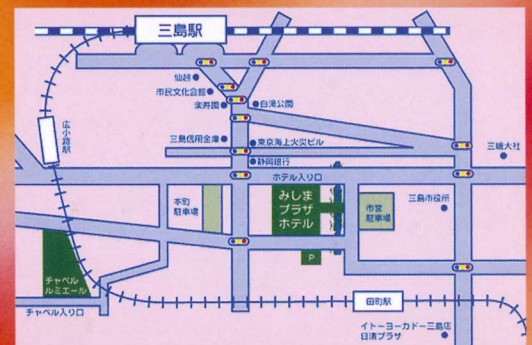 三島駅
仙越
市民文化会館
楽寿園
白滝公園
広小路駅
三島信用金庫
東京海上火災ビル
静岡銀行
三嶋大社
ホテル入り口
本町
駐車場
みしま
プラザ
ホテル
市営
駐車場
三島市役所
P
チャペル
ルミエール
チャペル入り口
田町駅
イトーヨーカドー三島店
日清プラザ